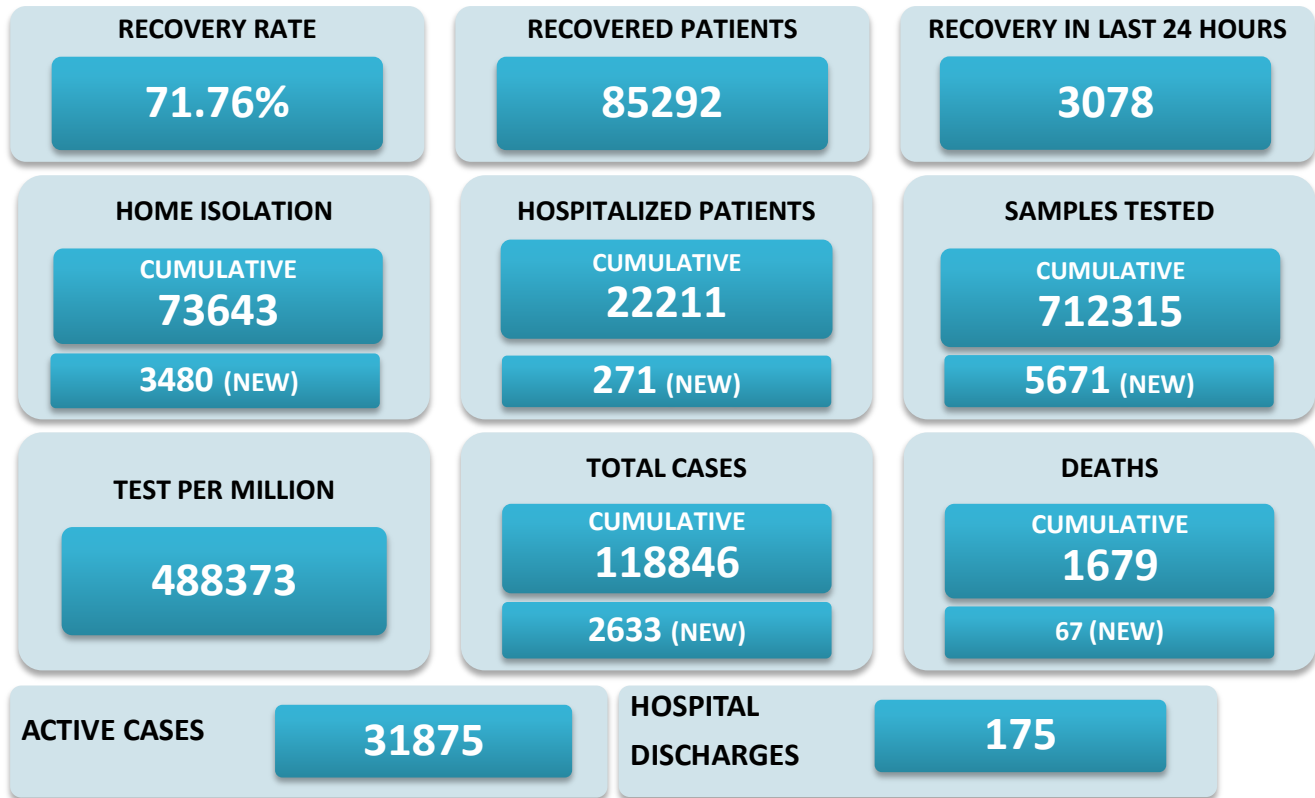 RECOVERY RATE
71.76%
RECOVERED PATIENTS
85292
RECOVERY IN LAST 24 HOURS
3078
HOME ISOLATION
CUMULATIVE
73643
3480 (NEW)
HOSPITALIZED PATIENTS
CUMULATIVE
22211
271 (NEW)
SAMPLES TESTED
CUMULATIVE
712315
5671 (NEW)
TEST PER MILLION
488373
TOTAL CASES
CUMULATIVE
118846
2633 (NEW)
DEATHS
CUMULATIVE
1679
67 (NEW)
ACTIVE CASES
31875
HOSPITAL
DISCHARGES
175